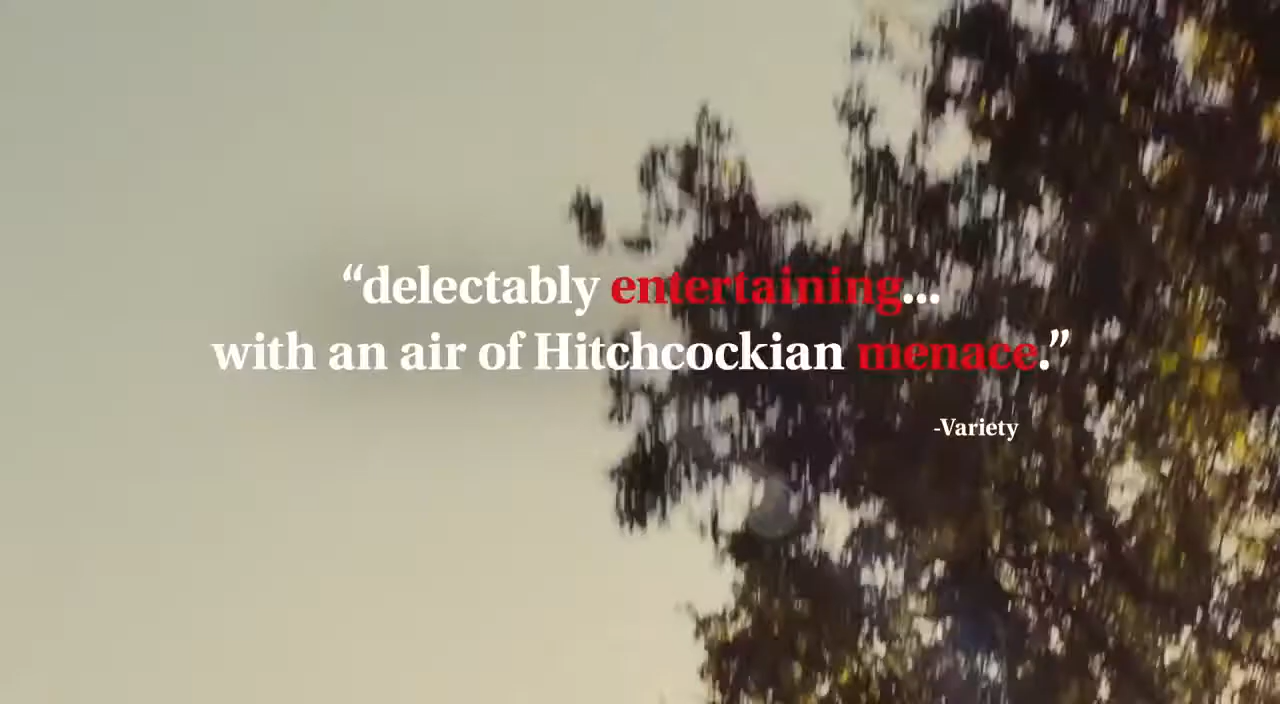 “delectably entertaining...
with an air of Hitchcockian menace.”
-Variety